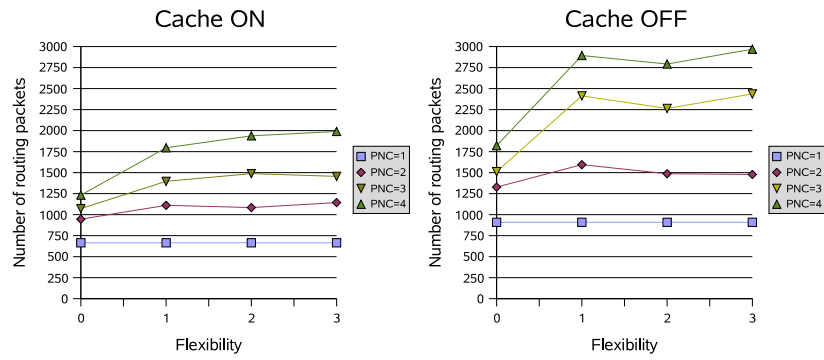 Cache ON
Number of routing packets
3000
2750
2500
2250
2000
1750
1500
1250
1000
750
500
250
0
0 1 2 3
Flexibility
PNC=1
PNC=2
PNC=3
PNC=4
Cache OFF
Number of routing packets
3000
2750
2500
2250
2000
1750
1500
1250
1000
750
500
250
0
0 1 2 3
Flexibility
PNC=1
PNC=2
PNC=3
PNC=4